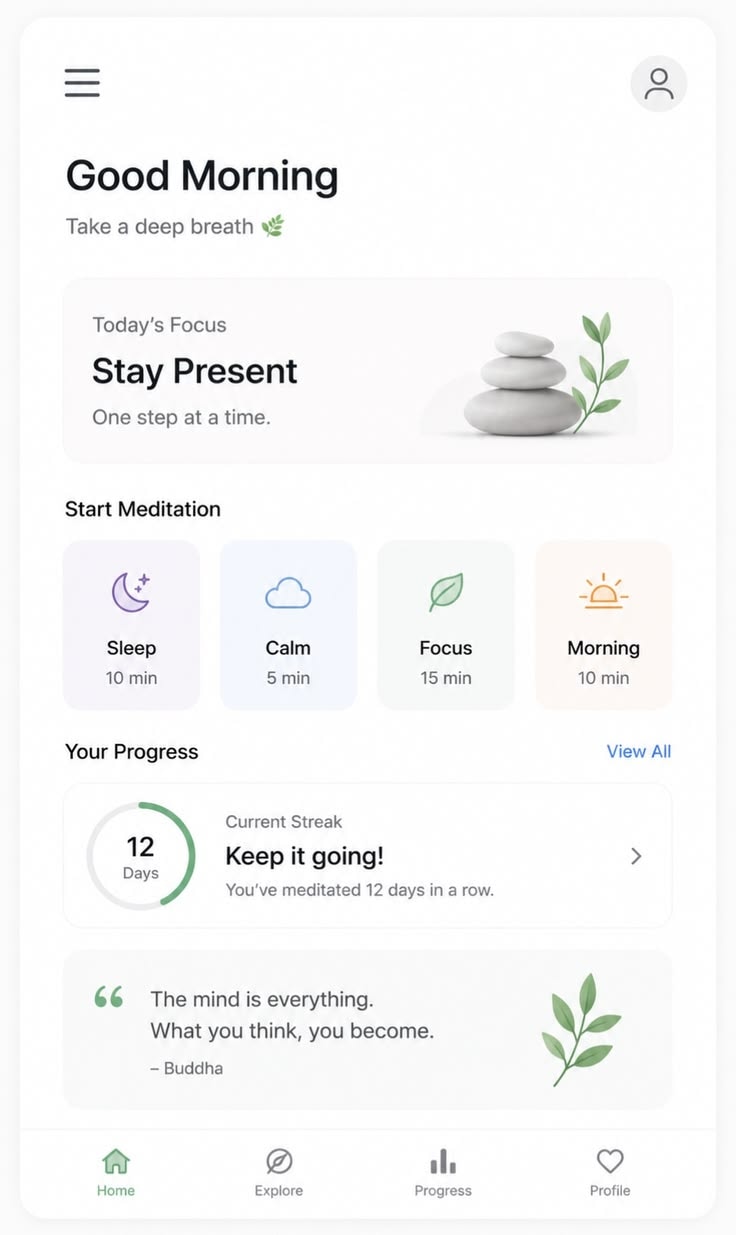 Good Morning
Take a deep breath 🌿
Today’s Focus
Stay Present
One step at a time.
Start Meditation
Sleep
10 min
Calm
5 min
Focus
15 min
Morning
10 min
Your Progress
View All
12
Days
Current Streak
Keep it going!
You’ve meditated 12 days in a row.
“ The mind is everything.
What you think, you become.
– Buddha
Home
Explore
Progress
Profile